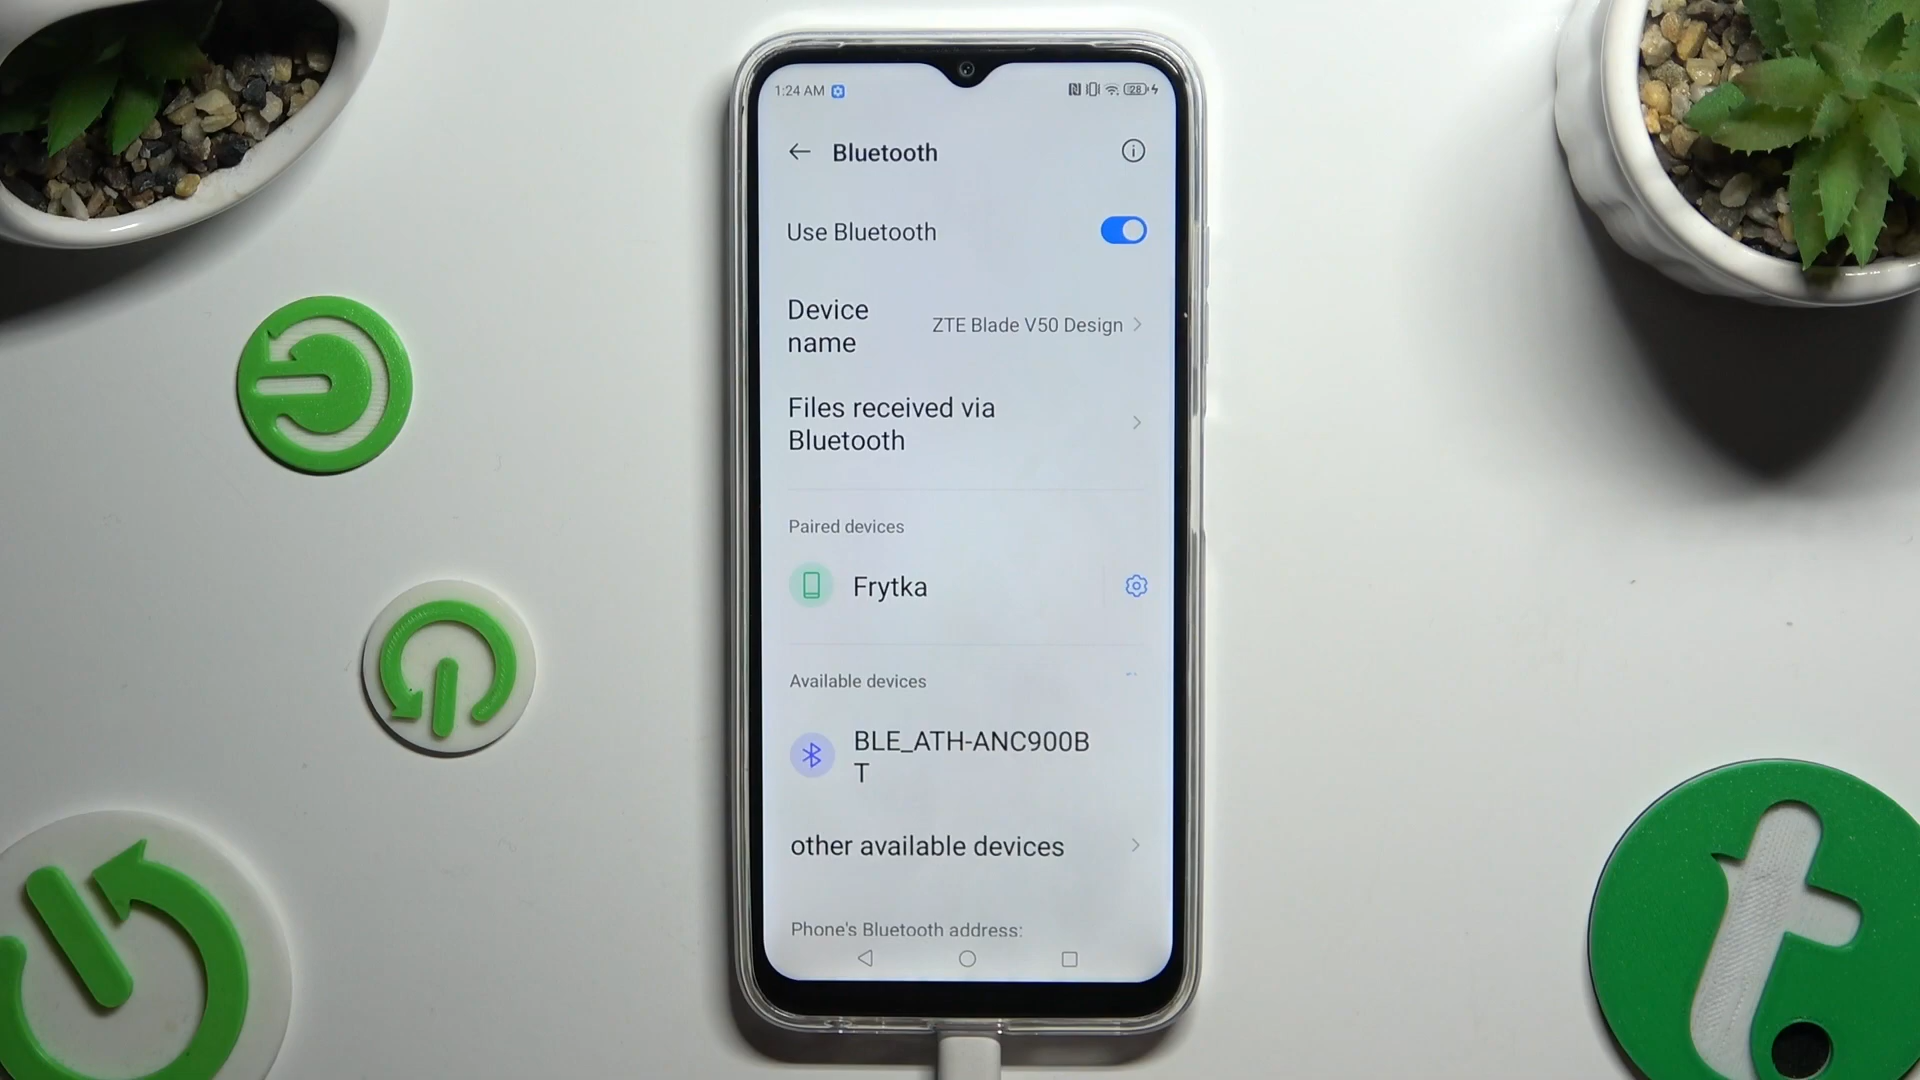 1:24 AM
28
Bluetooth
Use Bluetooth
Device
name
ZTE Blade V50 Design
Files received via
Bluetooth
Paired devices
Frytka
Available devices
BLE_ATH-ANC900B
T
other available devices
Phone's Bluetooth address: